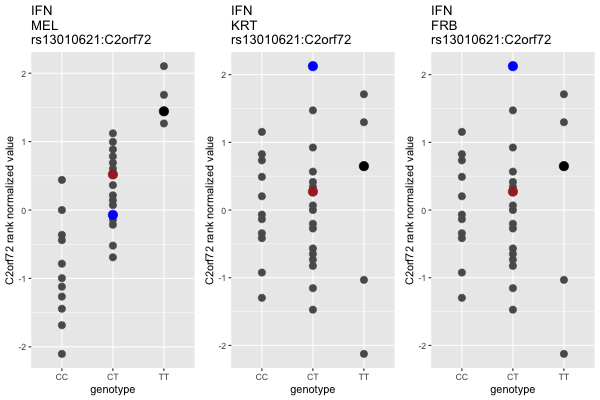 IFN
MEL
rs13010621:C2orf72
C2orf72 rank normalized value
2
1
0
-1
-2
CC CT TT
genotype
IFN
KRT
rs13010621:C2orf72
C2orf72 rank normalized value
2
1
0
-1
-2
CC CT TT
genotype
IFN
FRB
rs13010621:C2orf72
C2orf72 rank normalized value
2
1
0
-1
-2
CC CT TT
genotype